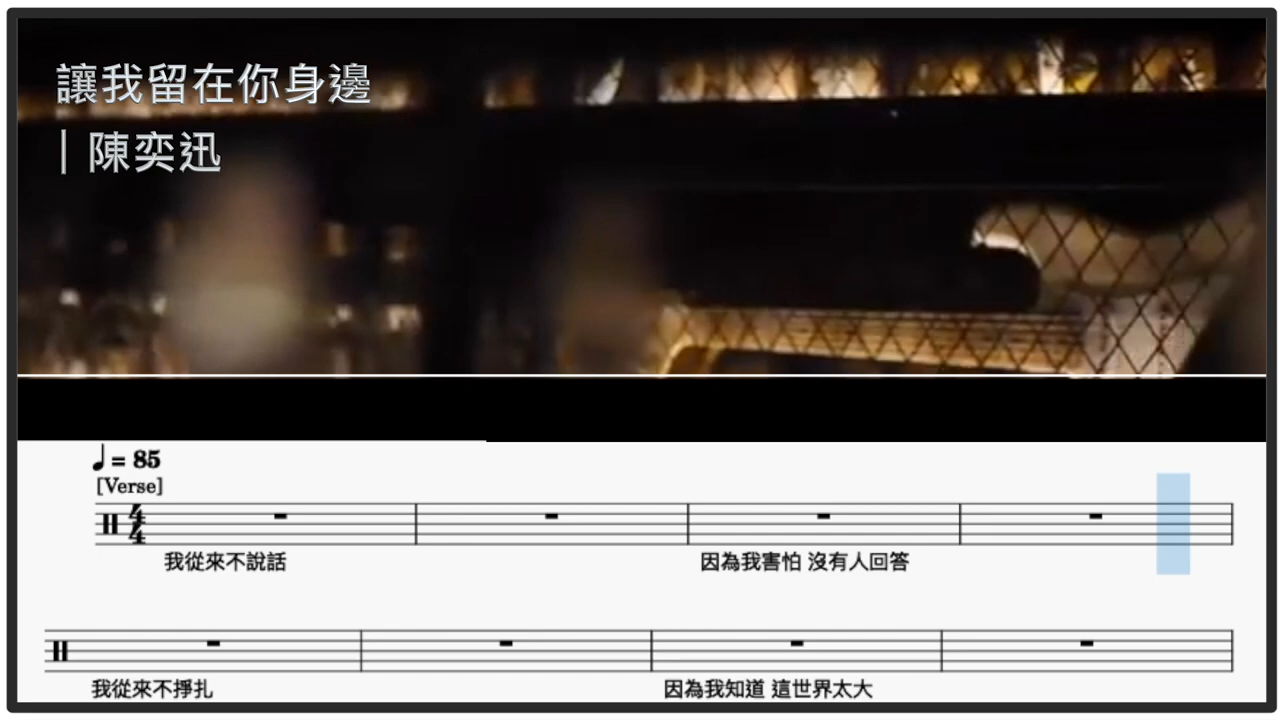 讓我留在你身邊
| 陳奕迅
♩ = 85
[Verse]
4/4
我從來不說話 因為我害怕 沒有人回答
我從來不掙扎 因為我知道 這世界太大